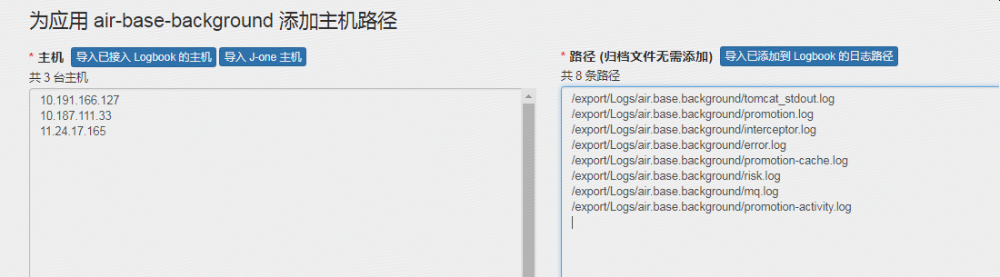 为应用 air-base-background 添加主机路径
* 主机 导入已接入 Logbook 的主机 导入 J-one 主机
共 3 台主机
10.191.166.127
10.187.111.33
11.24.17.165
* 路径 (归档文件无需添加) 导入已添加到 Logbook 的日志路径
共 8 条路径
/export/Logs/air.base.background/tomcat_stdout.log
/export/Logs/air.base.background/promotion.log
/export/Logs/air.base.background/interceptor.log
/export/Logs/air.base.background/error.log
/export/Logs/air.base.background/promotion-cache.log
/export/Logs/air.base.background/risk.log
/export/Logs/air.base.background/mq.log
/export/Logs/air.base.background/promotion-activity.log